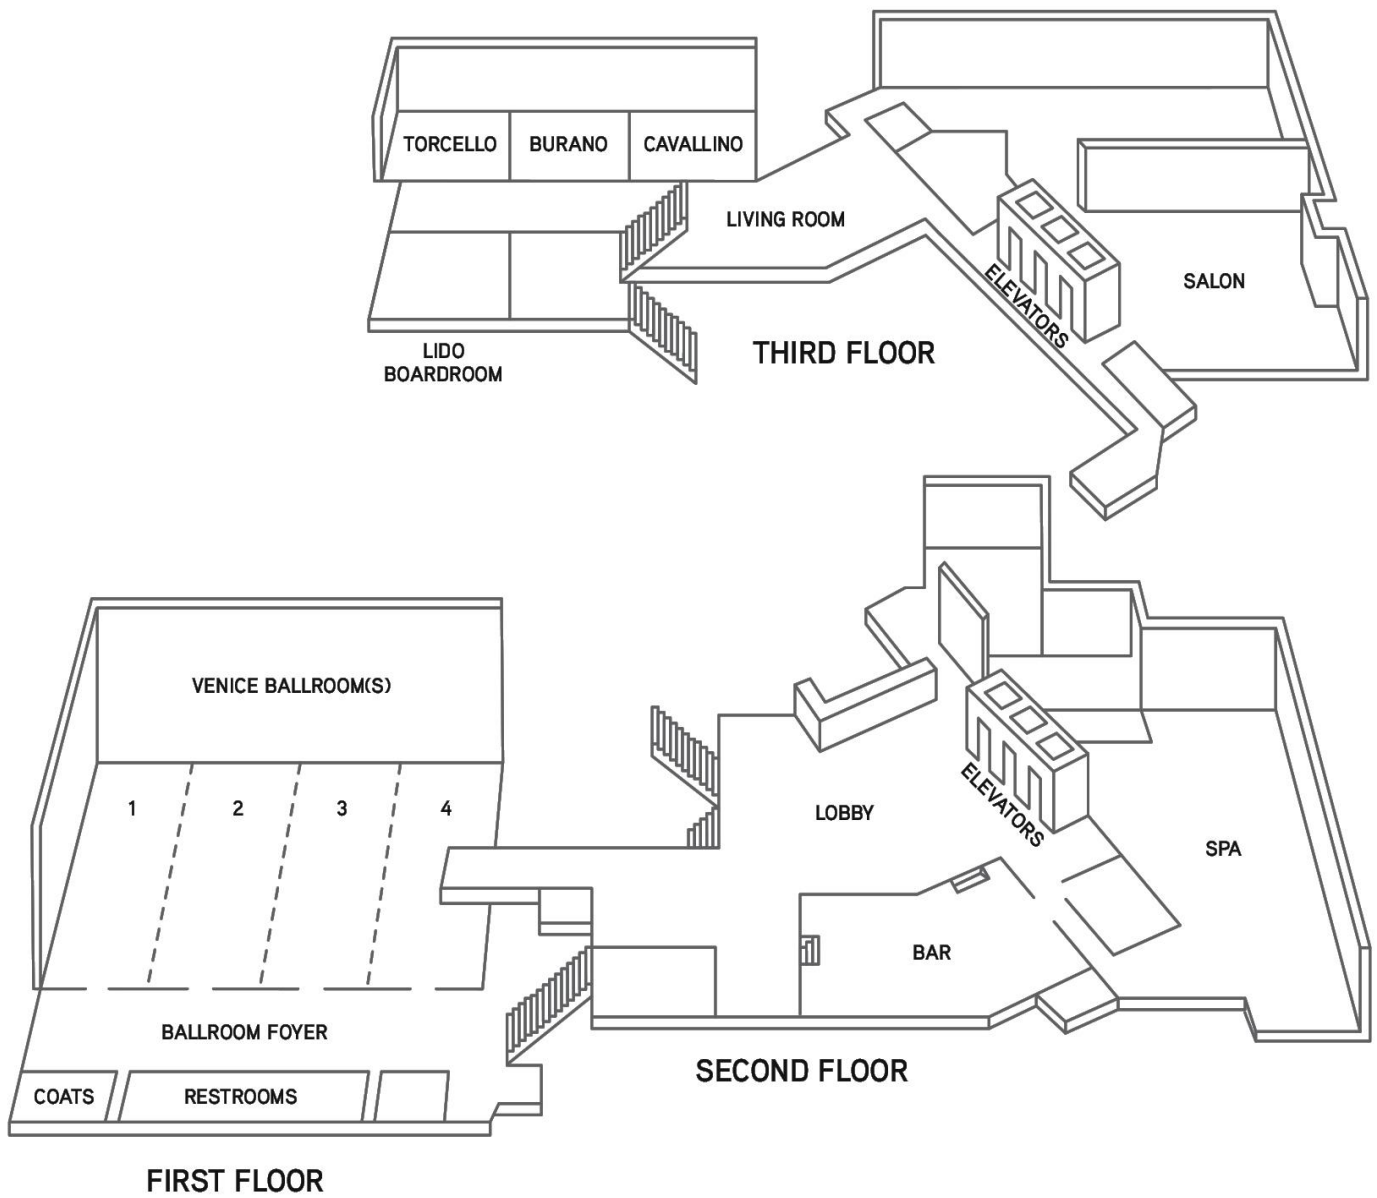 TORCELLO
BURANO
CAVALLINO
LIVING ROOM
ELEVATORS
SALON
LIDO
BOARDROOM
THIRD FLOOR
VENICE BALLROOM(S)
1
2
3
4
LOBBY
ELEVATORS
SPA
BAR
BALLROOM FOYER
COATS
RESTROOMS
SECOND FLOOR
FIRST FLOOR